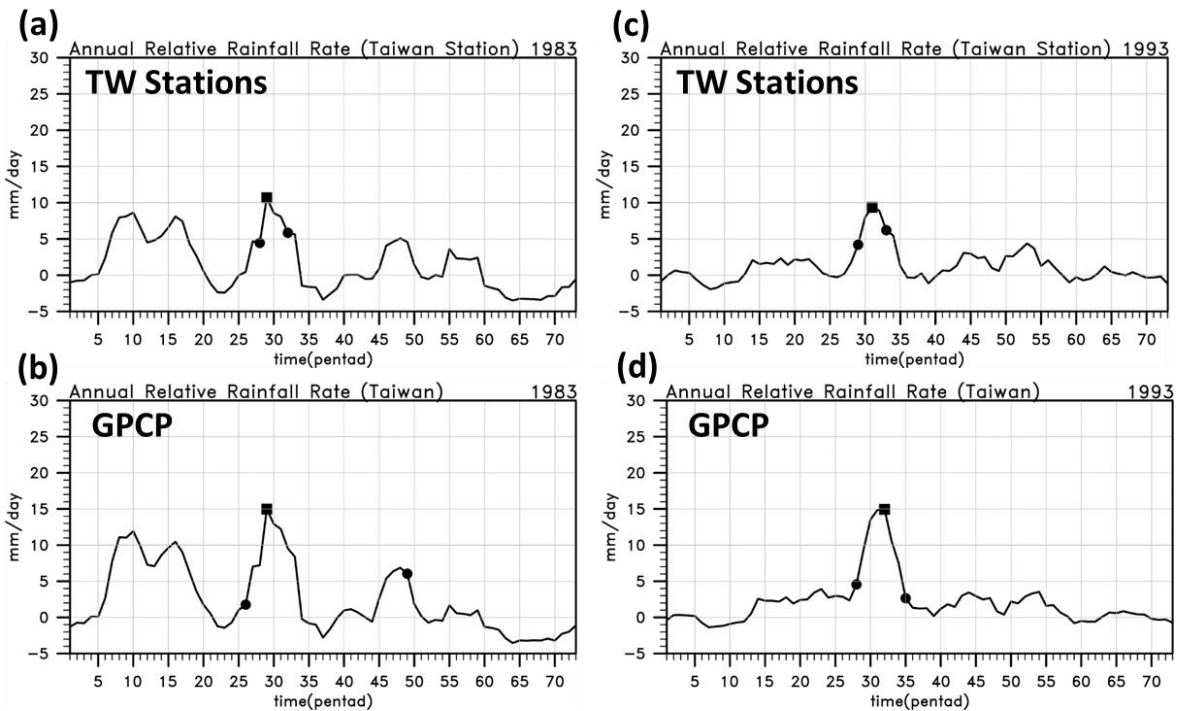 (a)
Annual Relative Rainfall Rate (Taiwan Station) 1983
TW Stations
30
25
20
15
10
5
0
−5
mm/day
5 10 15 20 25 30 35 40 45 50 55 60 65 70
time(pentad)
(b)
Annual Relative Rainfall Rate (Taiwan) 1983
GPCP
30
25
20
15
10
5
0
−5
mm/day
5 10 15 20 25 30 35 40 45 50 55 60 65 70
time(pentad)
(c)
Annual Relative Rainfall Rate (Taiwan Station) 1993
TW Stations
30
25
20
15
10
5
0
−5
mm/day
5 10 15 20 25 30 35 40 45 50 55 60 65 70
time(pentad)
(d)
Annual Relative Rainfall Rate (Taiwan) 1993
GPCP
30
25
20
15
10
5
0
−5
mm/day
5 10 15 20 25 30 35 40 45 50 55 60 65 70
time(pentad)